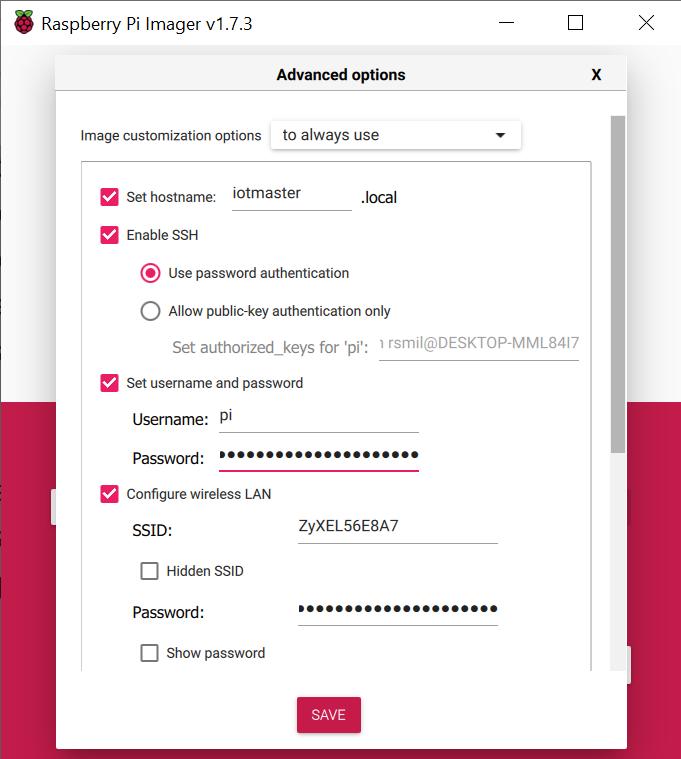 Raspberry Pi Imager v1.7.3
Advanced options X
Image customization options to always use
Set hostname: iotmaster .local
Enable SSH
Use password authentication
Allow public-key authentication only
Set authorized_keys for 'pi': rsmil@DESKTOP-MML84I7
Set username and password
Username: pi
Password: ●●●●●●●●●●●●●●●●●●●●●
Configure wireless LAN
SSID: ZyXEL56E8A7
Hidden SSID
Password: ●●●●●●●●●●●●●●●●●●●●●
Show password
SAVE